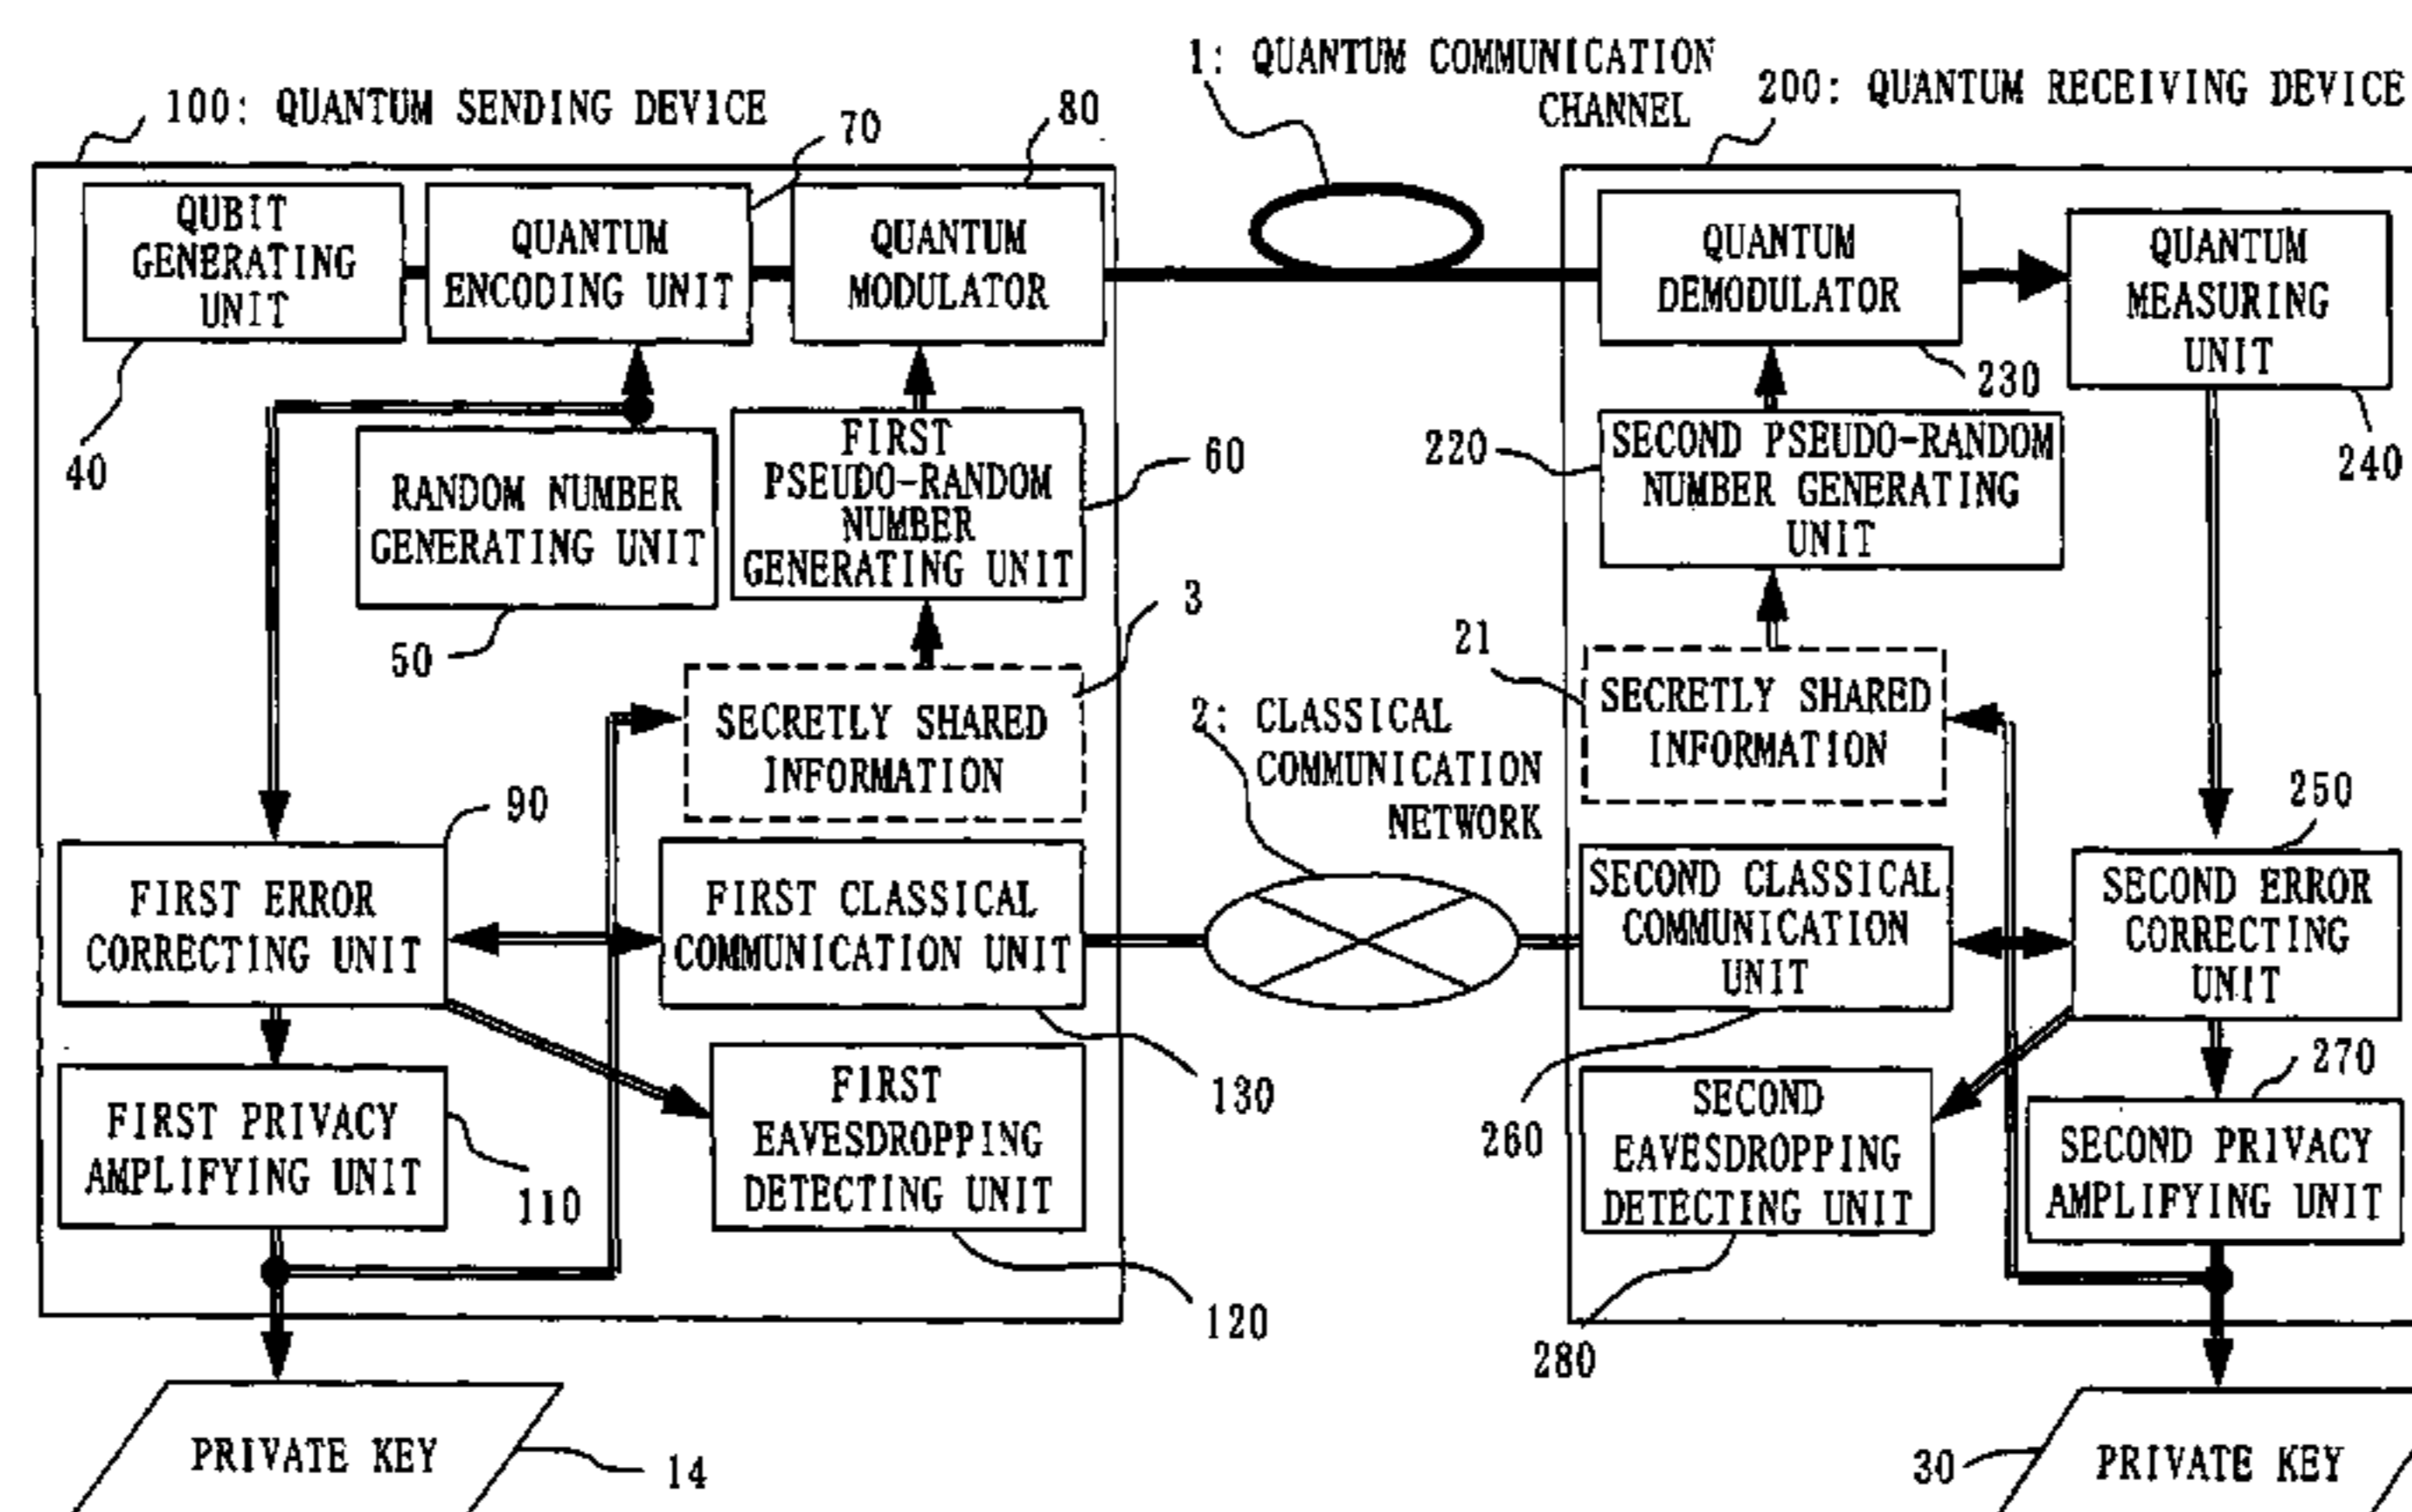 1: QUANTUM COMMUNICATION
CHANNEL
100: QUANTUM SENDING DEVICE
200: QUANTUM RECEIVING DEVICE
70
80
QUBIT
GENERATING
UNIT
QUANTUM
ENCODING UNIT
QUANTUM
MODULATOR
QUANTUM
DEMODULATOR
QUANTUM
MEASURING
UNIT
40
230
240
RANDOM NUMBER
GENERATING UNIT
50
FIRST
PSEUDO-RANDOM
NUMBER
GENERATING UNIT
60
220
SECOND PSEUDO-RANDOM
NUMBER GENERATING
UNIT
3
SECRETLY SHARED
INFORMATION
21
SECRETLY SHARED
INFORMATION
2: CLASSICAL
COMMUNICATION
NETWORK
90
250
FIRST ERROR
CORRECTING UNIT
FIRST CLASSICAL
COMMUNICATION UNIT
SECOND CLASSICAL
COMMUNICATION
UNIT
SECOND ERROR
CORRECTING
UNIT
130
260
270
FIRST PRIVACY
AMPLIFYING UNIT
110
FIRST
EAVESDROPPING
DETECTING UNIT
120
SECOND
EAVESDROPPING
DETECTING UNIT
280
SECOND PRIVACY
AMPLIFYING UNIT
PRIVATE KEY
14
30
PRIVATE KEY